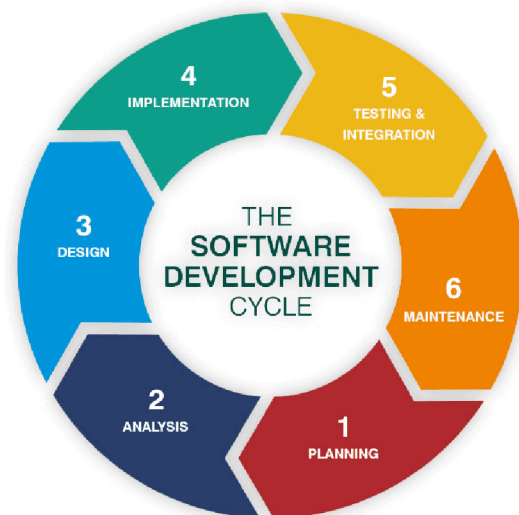 THE
SOFTWARE
DEVELOPMENT
CYCLE
1
PLANNING
2
ANALYSIS
3
DESIGN
4
IMPLEMENTATION
5
TESTING &
INTEGRATION
6
MAINTENANCE